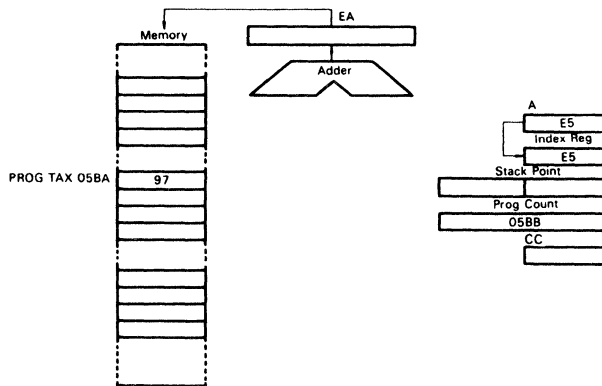 EA
Memory
Adder
A
E5
Index Reg
E5
Stack Point
PROG TAX 05BA 97
Prog Count
05BB
CC